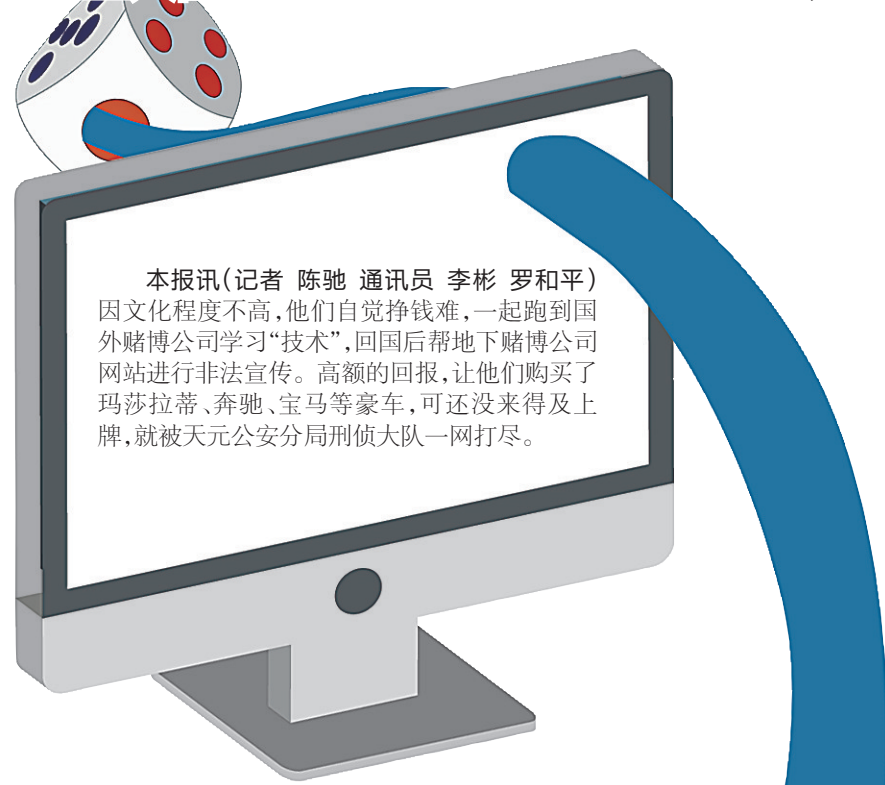 本报讯(记者 陈驰 通讯员 李彬 罗和平)
因文化程度不高,他们自觉挣钱难,一起跑到国
外赌博公司学习“技术”,回国后帮地下赌博公司
网站进行非法宣传。高额的回报,让他们购买了
玛莎拉蒂、奔驰、宝马等豪车,可还没来得及上
牌,就被天元公安分局刑侦大队一网打尽。